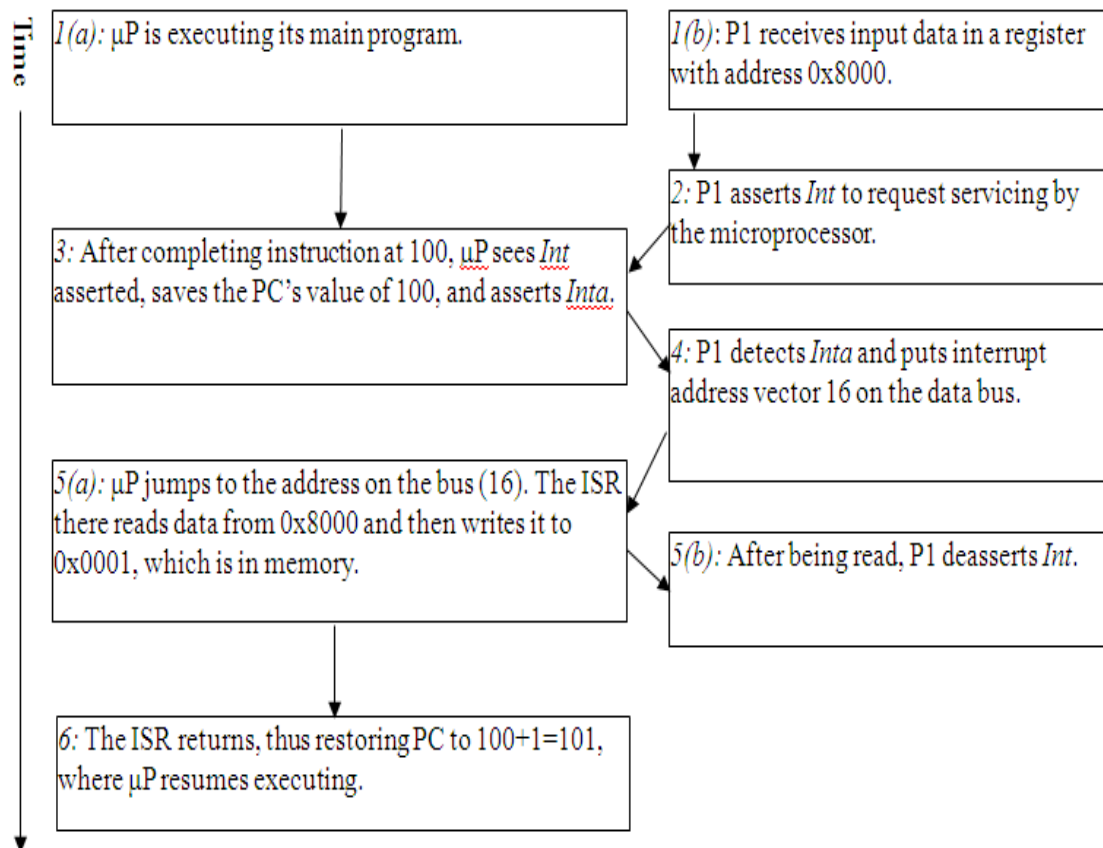 Time
1(a): μP is executing its main program.
1(b): P1 receives input data in a register
with address 0x8000.
2: P1 asserts Int to request servicing by
the microprocessor.
3: After completing instruction at 100, μP sees Int
asserted, saves the PC’s value of 100, and asserts Inta.
4: P1 detects Inta and puts interrupt
address vector 16 on the data bus.
5(a): μP jumps to the address on the bus (16). The ISR
there reads data from 0x8000 and then writes it to
0x0001, which is in memory.
5(b): After being read, P1 deasserts Int.
6: The ISR returns, thus restoring PC to 100+1=101,
where μP resumes executing.